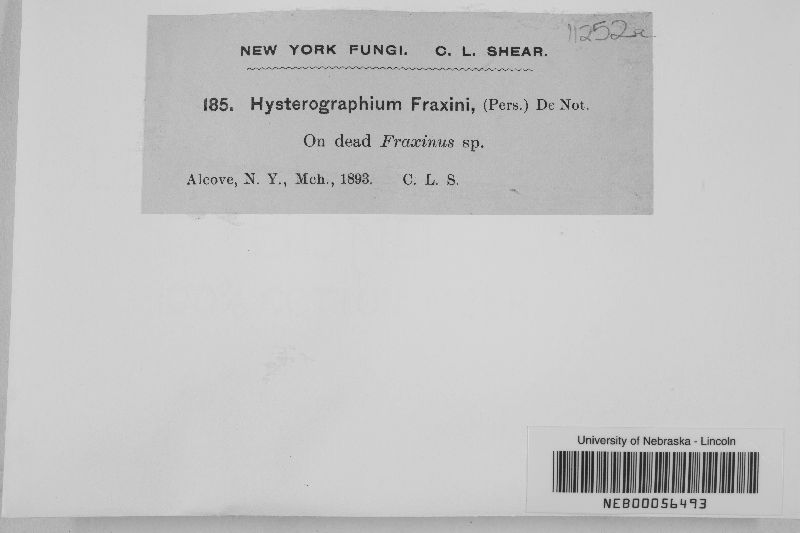 11252
NEW YORK FUNGI. C. L. SHEAR.
185. Hysterographium Fraxini, (Pers.) De Not.
On dead Fraxinus sp.
Alcove, N. Y., Mch., 1893. C. L. S.
University of Nebraska - Lincoln
NEB00056493